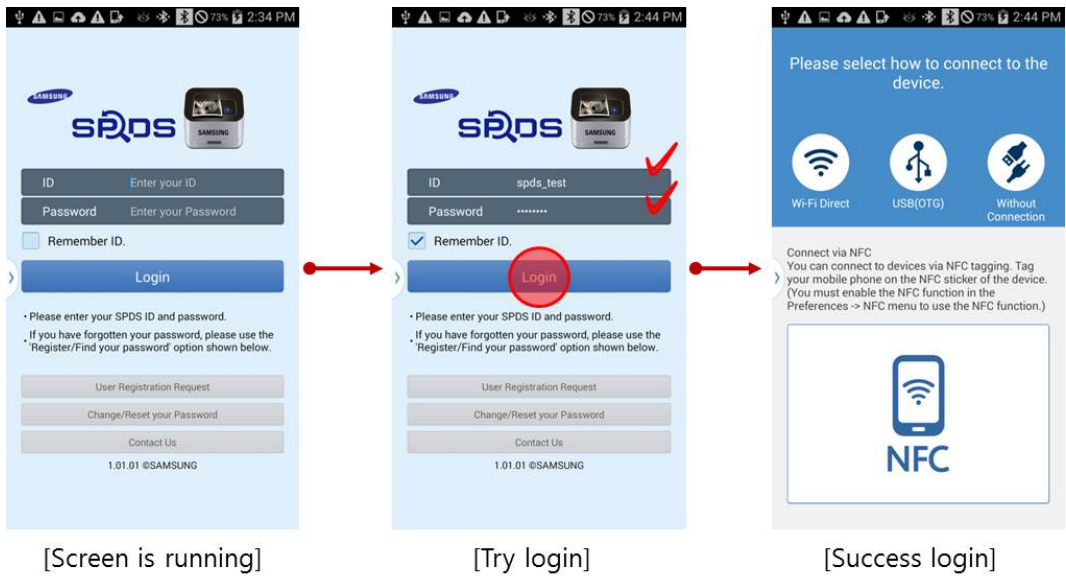 73% 2:34 PM
SAMSUNG
SPDS
SAMSUNG
ID Enter your ID
Password Enter your Password
Remember ID.
Login
• Please enter your SPDS ID and password.
• If you have forgotten your password, please use the
'Register/Find your password' option shown below.
User Registration Request
Change/Reset your Password
Contact Us
1.01.01 ©SAMSUNG
[Screen is running]
73% 2:44 PM
SAMSUNG
SPDS
SAMSUNG
ID spds_test
Password ········
Remember ID.
Login
• Please enter your SPDS ID and password.
• If you have forgotten your password, please use the
'Register/Find your password' option shown below.
User Registration Request
Change/Reset your Password
Contact Us
1.01.01 ©SAMSUNG
[Try login]
73% 2:44 PM
Please select how to connect to the
device.
Wi-Fi Direct
USB(OTG)
Without
Connection
Connect via NFC
You can connect to devices via NFC tagging. Tag
your mobile phone on the NFC sticker of the device.
(You must enable the NFC function in the
Preferences -> NFC menu to use the NFC function.)
NFC
[Success login]